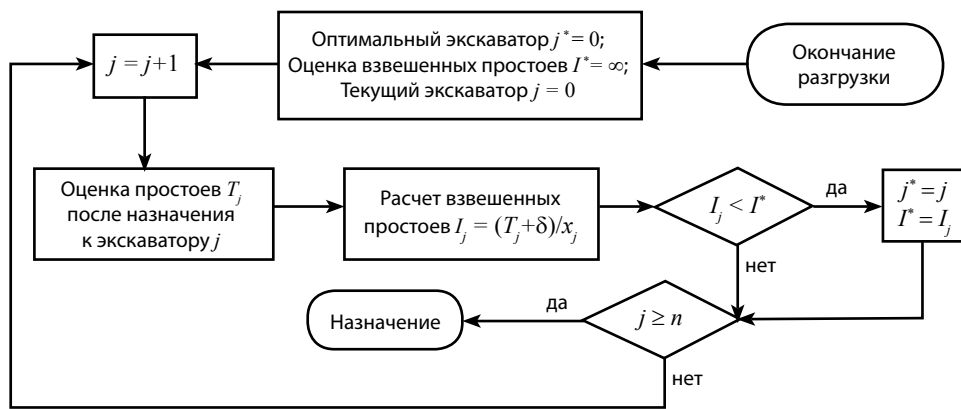 Окончание
разгрузки
Оптимальный экскаватор j* = 0;
Оценка взвешенных простоев I* = ∞;
Текущий экскаватор j = 0
j = j+1
Оценка простоев T_j
после назначения
к экскаватору j
Расчет взвешенных
простоев I_j = (T_j+δ)/x_j
I_j < I*
да
j* = j
I* = I_j
нет
j ≥ n
да
Назначение
нет